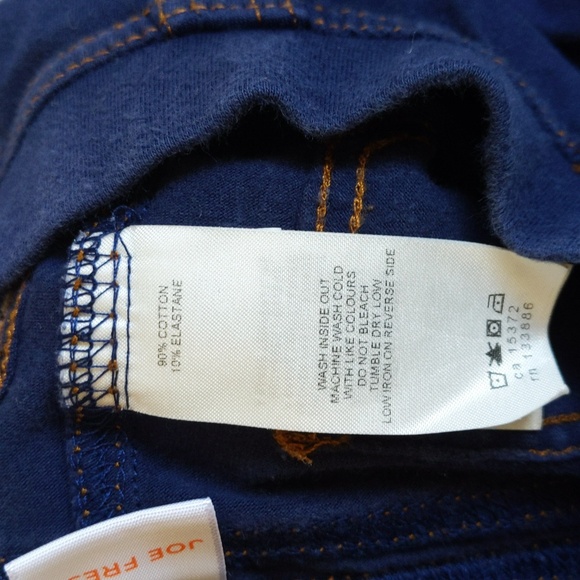 90% COTTON
10% ELASTANE
WASH INSIDE OUT
MACHINE WASH COLD
WITH LIKE COLOURS
DO NOT BLEACH
TUMBLE DRY LOW
LOW IRON ON REVERSE SIDE
ca 15372
rn 133886
JOE FRES